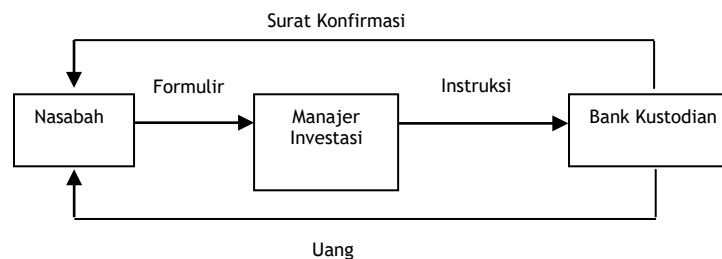 Surat Konfirmasi
Formulir
Instruksi
Nasabah
Manajer
Investasi
Bank Kustodian
Uang